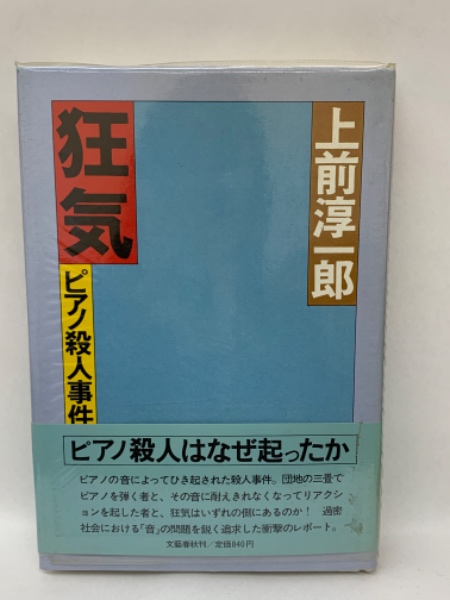 狂気
ピアノ殺人事件
上前淳一郎
ピアノ殺人はなぜ起ったか
ピアノの音によってひき起された殺人事件。団地の三畳で
ピアノを弾く者と、その音に耐えきれなくなってリアクショ
ンを起した者と、狂気はいずれの側にあるのか！　過密
社会における「音」の問題を鋭く追求した衝撃のレポート。
文藝春秋刊／定価840円